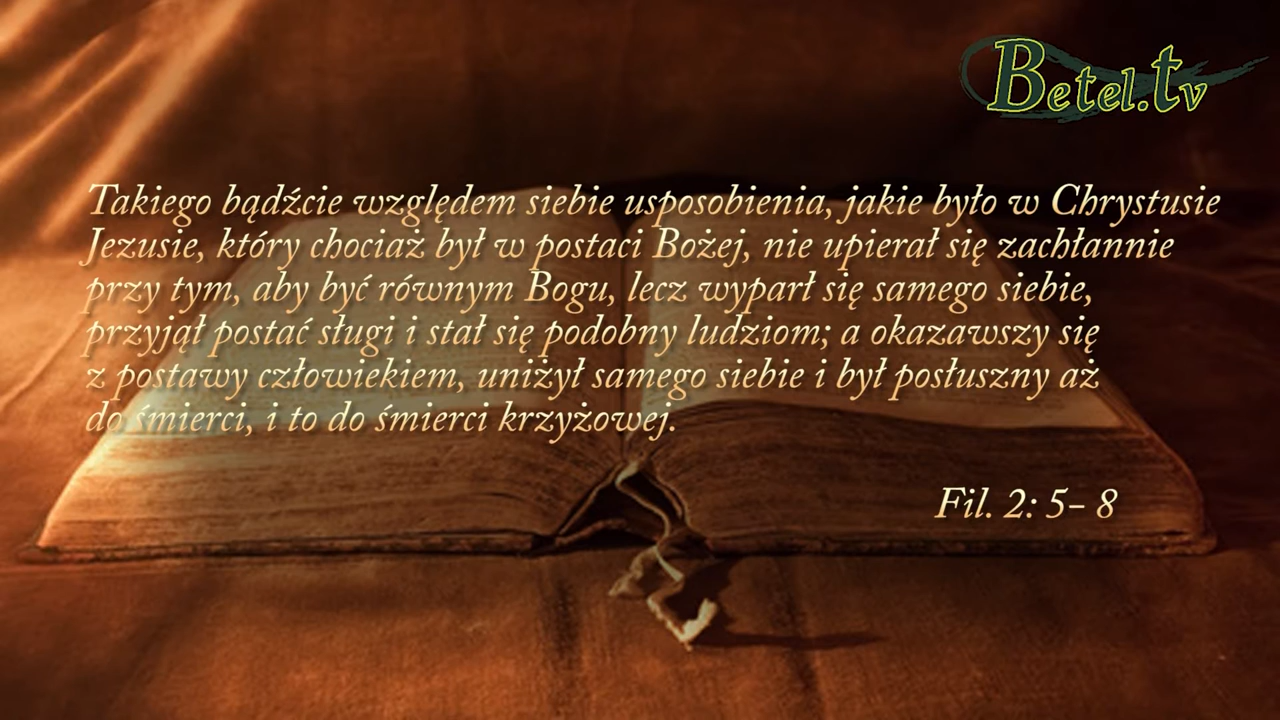 Betel.tv
Takiego bądźcie względem siebie usposobienia, jakie było w Chrystusie
Jezusie, który chociaż był w postaci Bożej, nie upierał się zachłannie
przy tym, aby być równym Bogu, lecz wyparł się samego siebie,
przyjął postać sługi i stał się podobny ludziom; a okazawszy się
z postawy człowiekiem, uniżył samego siebie i był posłuszny aż
do śmierci, i to do śmierci krzyżowej.
Fil. 2: 5- 8